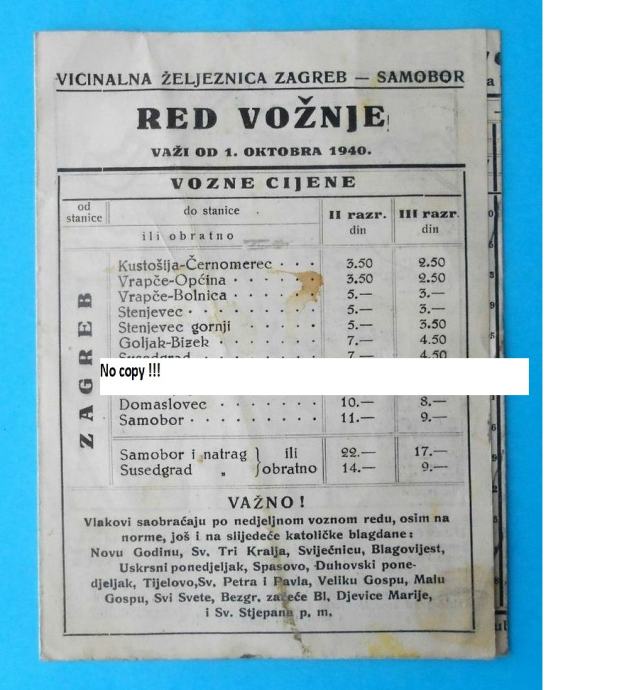 VICINALNA ŽELJEZNICA ZAGREB — SAMOBOR
RED VOŽNJE
VAŽI OD 1. OKTOBRA 1940.
VOZNE CIJENE
od stanice
do stanice
ili obratno
II razr. din
III razr. din
ZAGREB
Kustošija-Černomerec . . . 3.50 2.50
Vrapče-Općina . . . . . . 3.50 2.50
Vrapče-Bolnica . . . . . . 5.— 3.—
Stenjevec . . . . . . . . . 5.— 3.—
Stenjevec gornji . . . . . . 5.— 3.50
Goljak-Bizek . . . . . . . 7.— 4.50
Susedgrad 7.— 4.50
No copy !!!
Domaslovec . . . . . . . 10.— 8.—
Samobor . . . . . . . . . 11.— 9.—
Samobor i natrag } ili 22.— 17.—
Susedgrad „ } obratno 14.— 9.—
VAŽNO!
Vlakovi saobraćaju po nedjeljnom voznom redu, osim na
norme, još i na slijedeće katoličke blagdane:
Novu Godinu, Sv. Tri Kralja, Svijećnicu, Blagovijest,
Uskrsni ponedjeljak, Spasovo, Duhovski pone-
djeljak, Tijelovo,Sv. Petra i Pavla, Veliku Gospu, Malu
Gospu, Svi Svete, Bezgr. začeće Bl. Djevice Marije,
i Sv. Stjepana p. m.